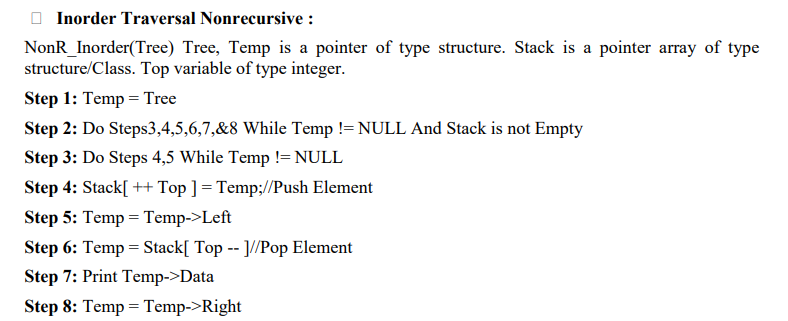 Inorder Traversal Nonrecursive :
NonR_Inorder(Tree) Tree, Temp is a pointer of type structure. Stack is a pointer array of type
structure/Class. Top variable of type integer.
Step 1: Temp = Tree
Step 2: Do Steps3,4,5,6,7,&8 While Temp != NULL And Stack is not Empty
Step 3: Do Steps 4,5 While Temp != NULL
Step 4: Stack[ ++ Top ] = Temp;//Push Element
Step 5: Temp = Temp->Left
Step 6: Temp = Stack[ Top -- ]//Pop Element
Step 7: Print Temp->Data
Step 8: Temp = Temp->Right